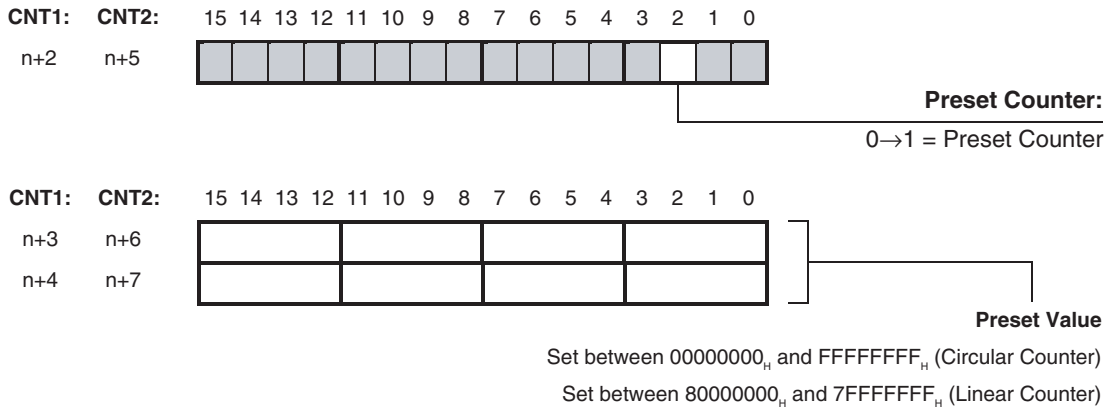 CNT1: CNT2: 15 14 13 12 11 10 9 8 7 6 5 4 3 2 1 0
n+2 n+5
Preset Counter:
0→1 = Preset Counter
CNT1: CNT2: 15 14 13 12 11 10 9 8 7 6 5 4 3 2 1 0
n+3 n+6
n+4 n+7
Preset Value
Set between 00000000H and FFFFFFFFH (Circular Counter)
Set between 80000000H and 7FFFFFFFH (Linear Counter)